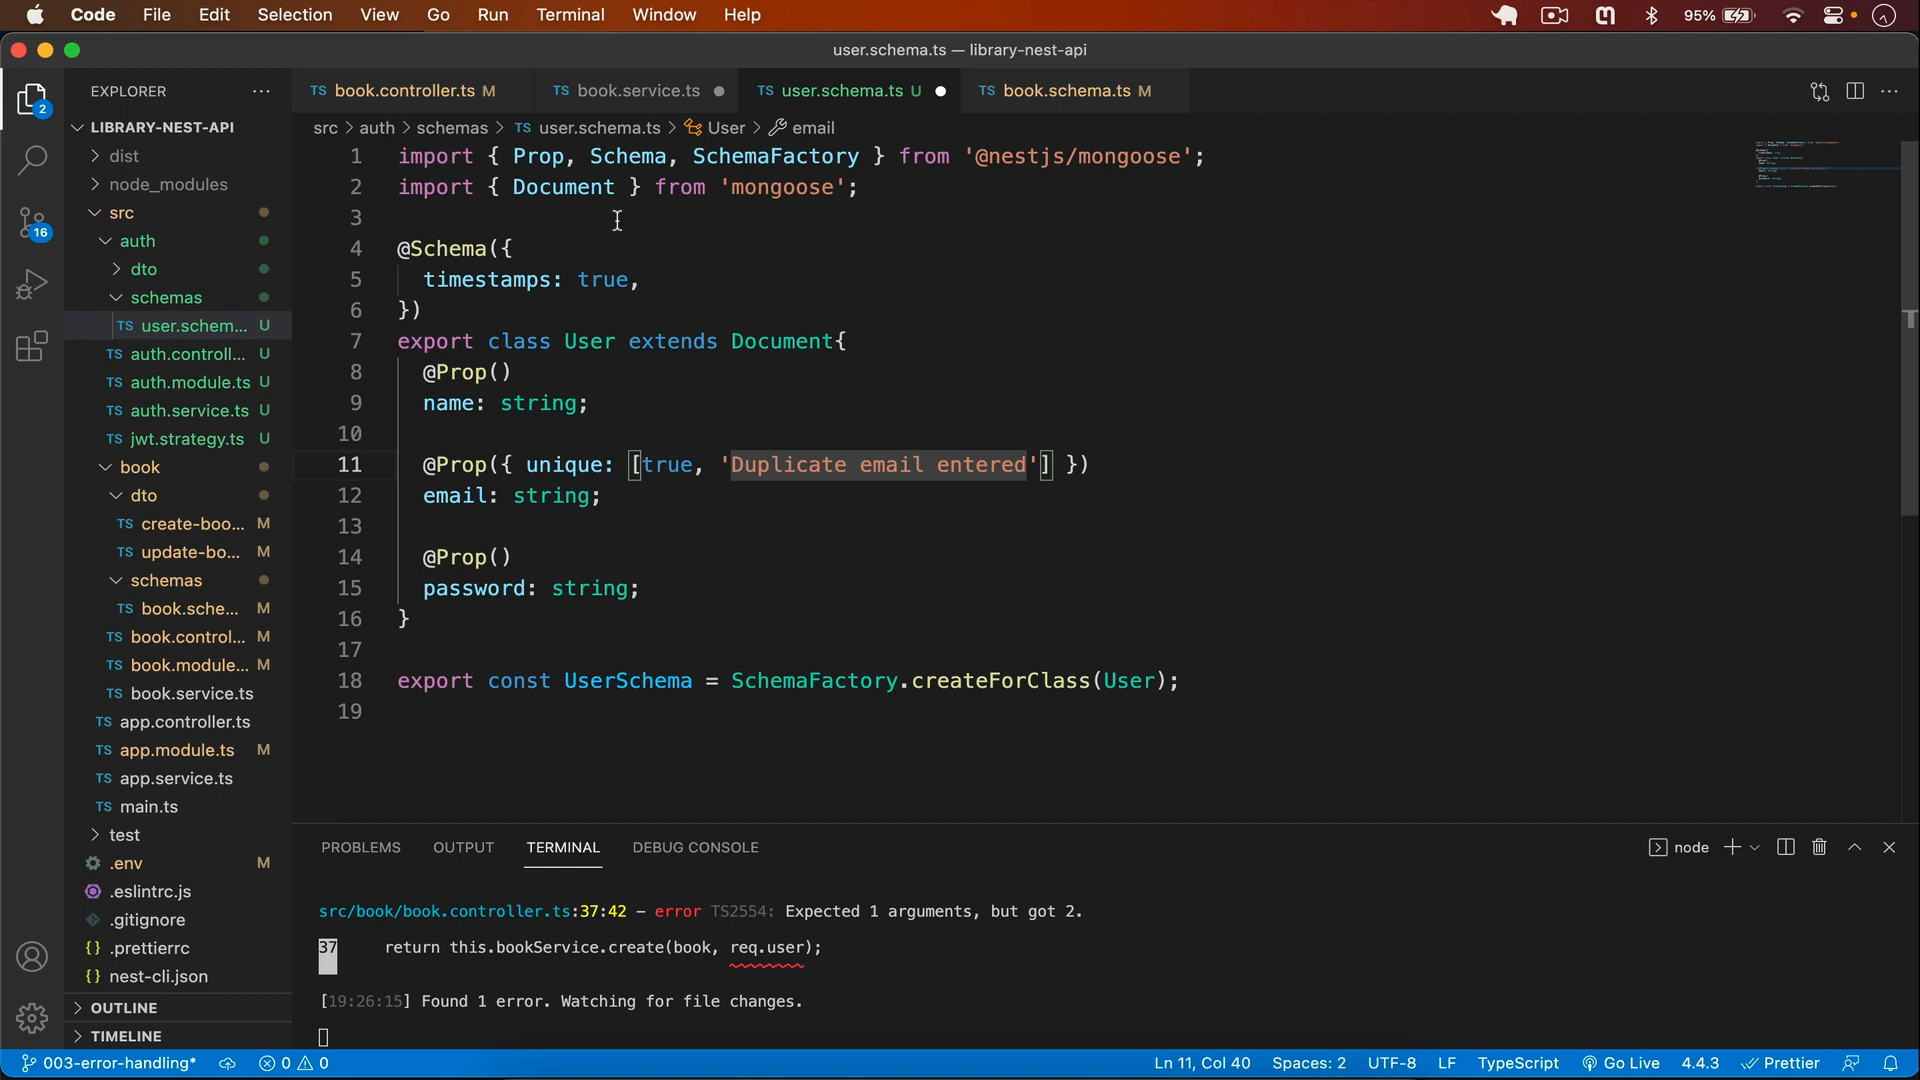 Code File Edit Selection View Go Run Terminal Window Help 95%
user.schema.ts — library-nest-api
EXPLORER
TS book.controller.ts M TS book.service.ts TS user.schema.ts U TS book.schema.ts M
src > auth > schemas > TS user.schema.ts > User > email
2
16
LIBRARY-NEST-API
dist
node_modules
src
auth
dto
schemas
TS user.schem... U
TS auth.controll... U
TS auth.module.ts U
TS auth.service.ts U
TS jwt.strategy.ts U
book
dto
TS create-boo... M
TS update-bo... M
schemas
TS book.sche... M
TS book.control... M
TS book.module... M
TS book.service.ts
TS app.controller.ts
TS app.module.ts M
TS app.service.ts
TS main.ts
test
.env M
.eslintrc.js
.gitignore
{} .prettierrc
{} nest-cli.json
OUTLINE
TIMELINE
1 import { Prop, Schema, SchemaFactory } from '@nestjs/mongoose';
2 import { Document } from 'mongoose';
3
4 @Schema({
5 timestamps: true,
6 })
7 export class User extends Document{
8 @Prop()
9 name: string;
10
11 @Prop({ unique: [true, 'Duplicate email entered'] })
12 email: string;
13
14 @Prop()
15 password: string;
16 }
17
18 export const UserSchema = SchemaFactory.createForClass(User);
19
PROBLEMS OUTPUT TERMINAL DEBUG CONSOLE node
src/book/book.controller.ts:37:42 – error TS2554: Expected 1 arguments, but got 2.
37 return this.bookService.create(book, req.user);
[19:26:15] Found 1 error. Watching for file changes.
003-error-handling* 0 0 Ln 11, Col 40 Spaces: 2 UTF-8 LF TypeScript Go Live 4.4.3 Prettier